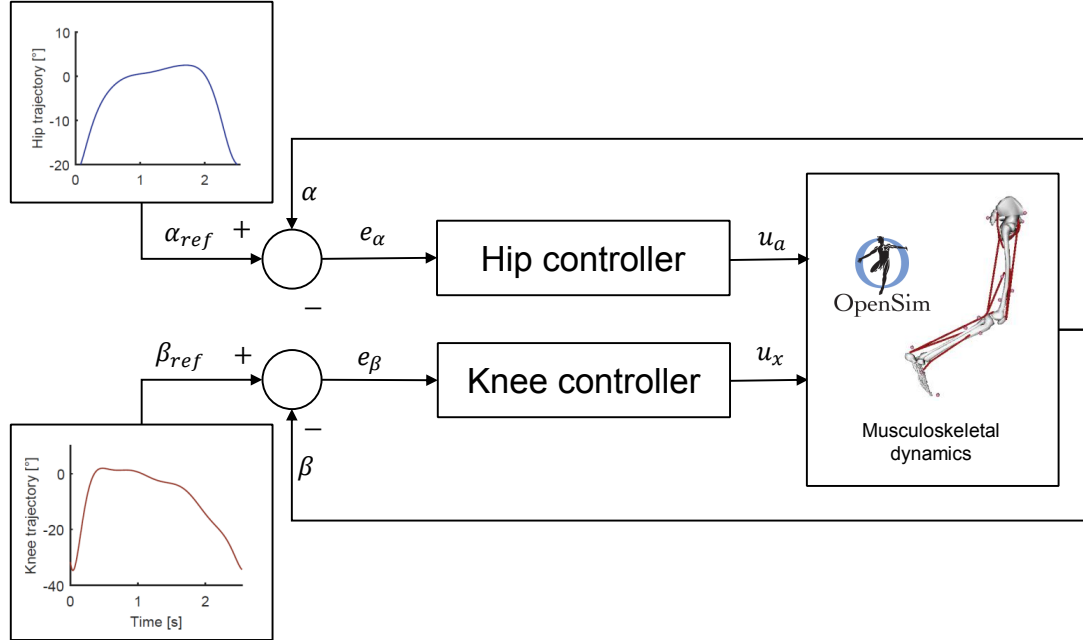 Hip trajectory [°]
10
0
-10
-20
0
1
2
α
α_ref
+
e_α
Hip controller
u_a
−
OpenSim
β_ref
+
e_β
Knee controller
u_x
−
β
Musculoskeletal
dynamics
Knee trajectory [°]
0
-20
-40
0
1
2
Time [s]